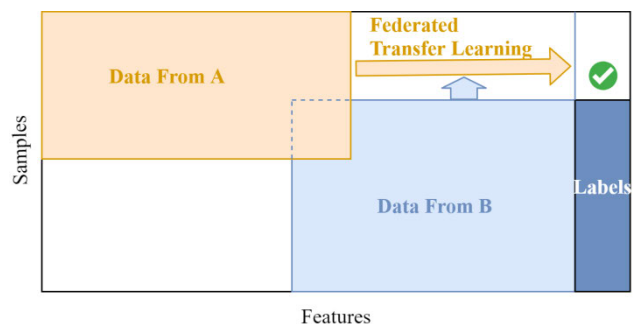 Federated
Transfer Learning
Data From A
Samples
Labels
Data From B
Features